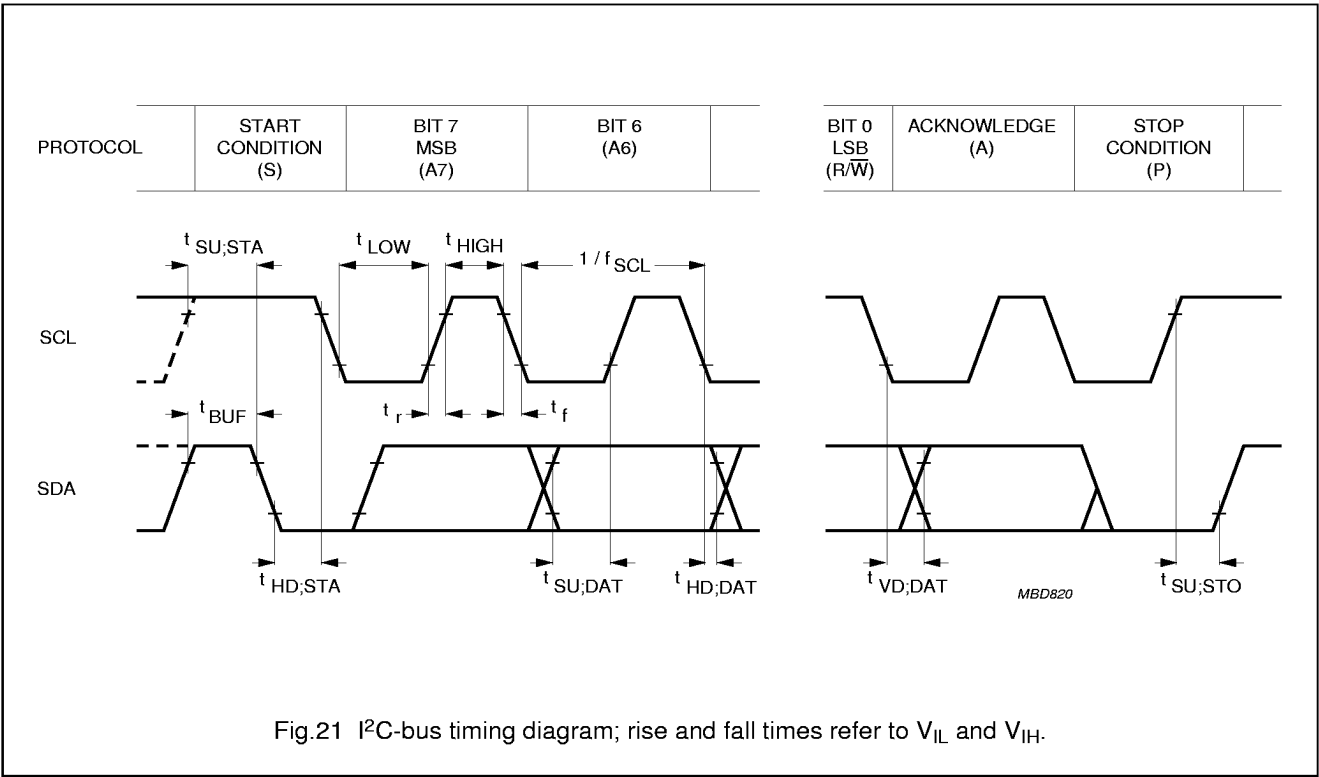 PROTOCOL
START
CONDITION
(S)
BIT 7
MSB
(A7)
BIT 6
(A6)
BIT 0
LSB
(R/W̅)
ACKNOWLEDGE
(A)
STOP
CONDITION
(P)
t SU;STA
t LOW
t HIGH
1 / f SCL
SCL
t BUF
t r
t f
SDA
t HD;STA
t SU;DAT
t HD;DAT
t VD;DAT
MBD820
t SU;STO
Fig.21 I²C-bus timing diagram; rise and fall times refer to VIL and VIH.